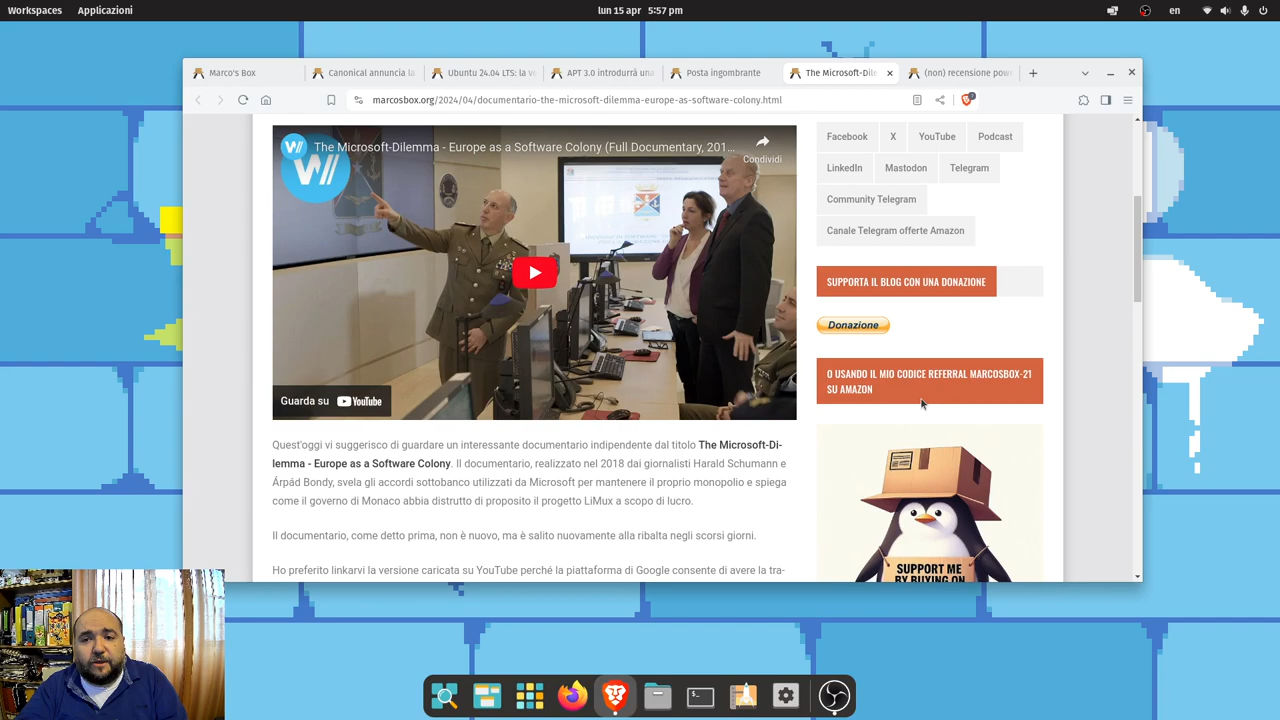 Workspaces Applicazioni lun 15 apr 5:57 pm en
Marco's Box Canonical annuncia la Ubuntu 24.04 LTS: la ve APT 3.0 introdurrà una Posta ingombrante The Microsoft-Dile (non) recensione powe
marcosbox.org/2024/04/documentario-the-microsoft-dilemma-europe-as-software-colony.html
The Microsoft-Dilemma - Europe as a Software Colony (Full Documentary, 201...
Condividi
Guarda su YouTube
Quest'oggi vi suggerisco di guardare un interessante documentario indipendente dal titolo The Microsoft-Di-
lemma - Europe as a Software Colony. Il documentario, realizzato nel 2018 dai giornalisti Harald Schumann e
Árpád Bondy, svela gli accordi sottobanco utilizzati da Microsoft per mantenere il proprio monopolio e spiega
come il governo di Monaco abbia distrutto di proposito il progetto LiMux a scopo di lucro.
Il documentario, come detto prima, non è nuovo, ma è salito nuovamente alla ribalta negli scorsi giorni.
Ho preferito linkarvi la versione caricata su YouTube perché la piattaforma di Google consente di avere la tra-
Facebook X YouTube Podcast
LinkedIn Mastodon Telegram
Community Telegram
Canale Telegram offerte Amazon
SUPPORTA IL BLOG CON UNA DONAZIONE
Donazione
O USANDO IL MIO CODICE REFERRAL MARCOSBOX-21
SU AMAZON
SUPPORT ME
BY BUYING ON